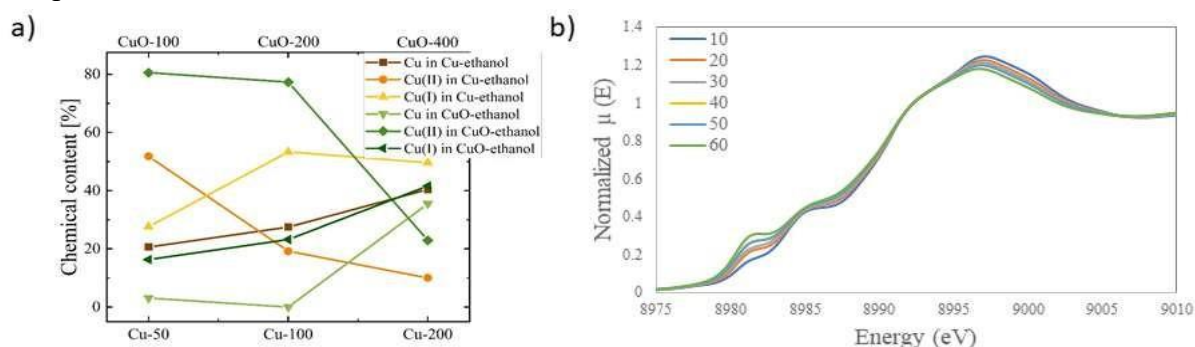 a)
CuO-100 CuO-200 CuO-400
Cu in Cu-ethanol
Cu(II) in Cu-ethanol
Cu(I) in Cu-ethanol
Cu in CuO-ethanol
Cu(II) in CuO-ethanol
Cu(I) in CuO-ethanol
Chemical content [%]
80
60
40
20
0
Cu-50 Cu-100 Cu-200
b)
1.4
1.2
1
0.8
0.6
0.4
0.2
0
Normalized μ (E)
10
20
30
40
50
60
8975 8980 8985 8990 8995 9000 9005 9010
Energy (eV)